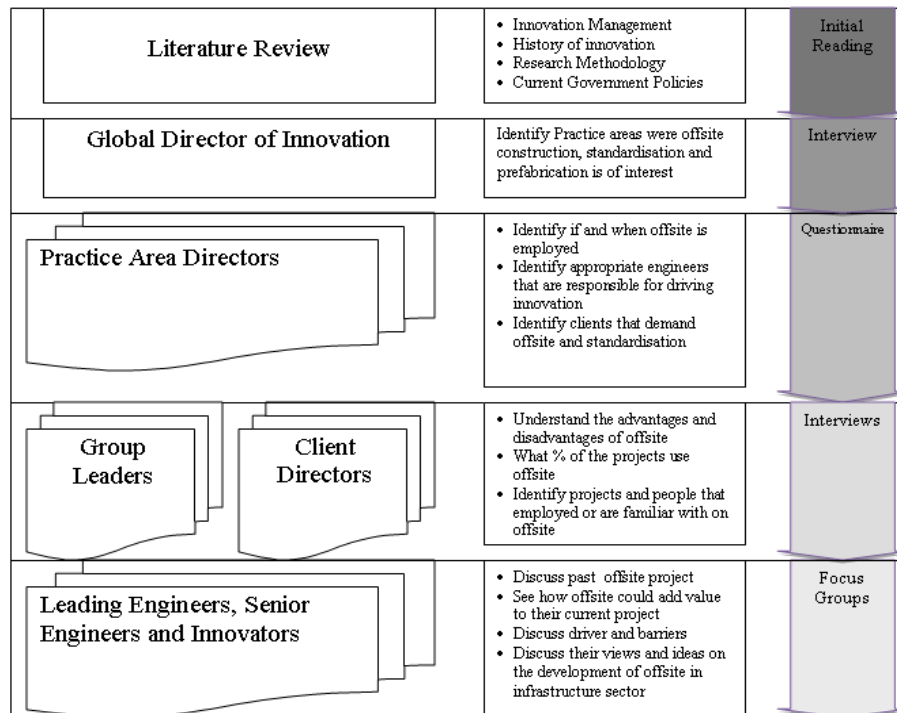 Literature Review
• Innovation Management
• History of innovation
• Research Methodology
• Current Government Policies
Initial
Reading
Global Director of Innovation
Identify Practice areas were offsite
construction, standardisation and
prefabrication is of interest
Interview
Practice Area Directors
• Identify if and when offsite is
employed
• Identify appropriate engineers
that are responsible for driving
innovation
• Identify clients that demand
offsite and standardisation
Questionnaire
Group
Leaders
Client
Directors
• Understand the advantages and
disadvantages of offsite
• What % of the projects use
offsite
• Identify projects and people that
employed or are familiar with on
offsite
Interviews
Leading Engineers, Senior
Engineers and Innovators
• Discuss past offsite project
• See how offsite could add value
to their current project
• Discuss driver and barriers
• Discuss their views and ideas on
the development of offsite in
infrastructure sector
Focus
Groups